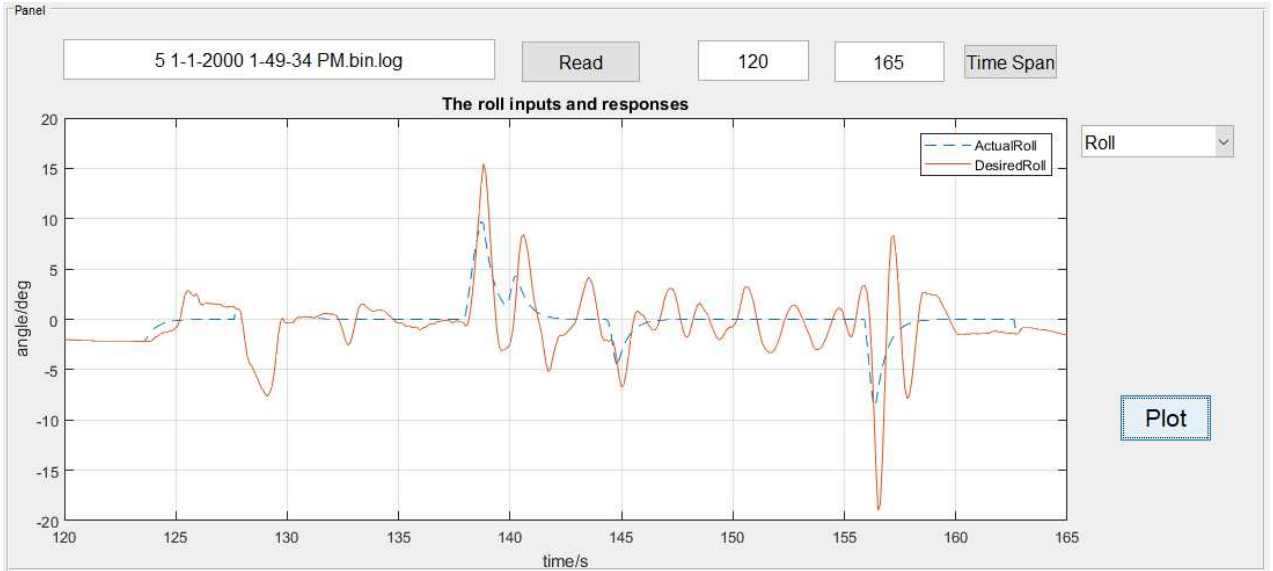 Panel
5 1-1-2000 1-49-34 PM.bin.log Read 120 165 Time Span
The roll inputs and responses
Roll
ActualRoll
DesiredRoll
20
15
10
5
0
-5
-10
-15
-20
angle/deg
Plot
120 125 130 135 140 145 150 155 160 165
time/s